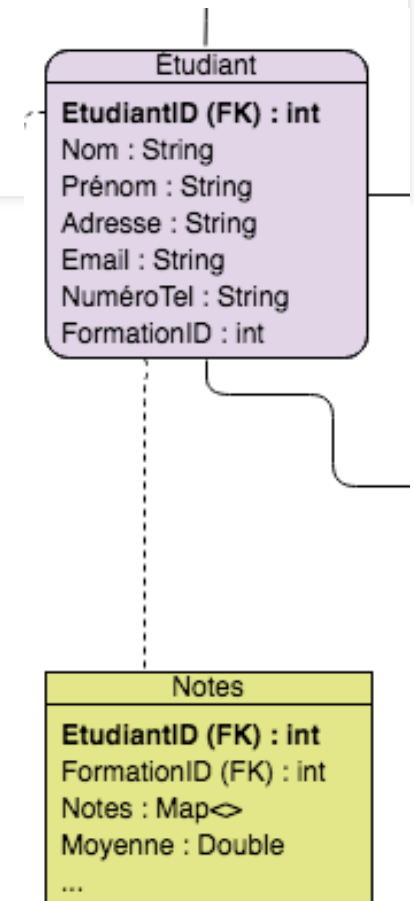 Etudiant
EtudiantID (FK) : int
Nom : String
Prénom : String
Adresse : String
Email : String
NuméroTel : String
FormationID : int
Notes
EtudiantID (FK) : int
FormationID (FK) : int
Notes : Map<>
Moyenne : Double
...